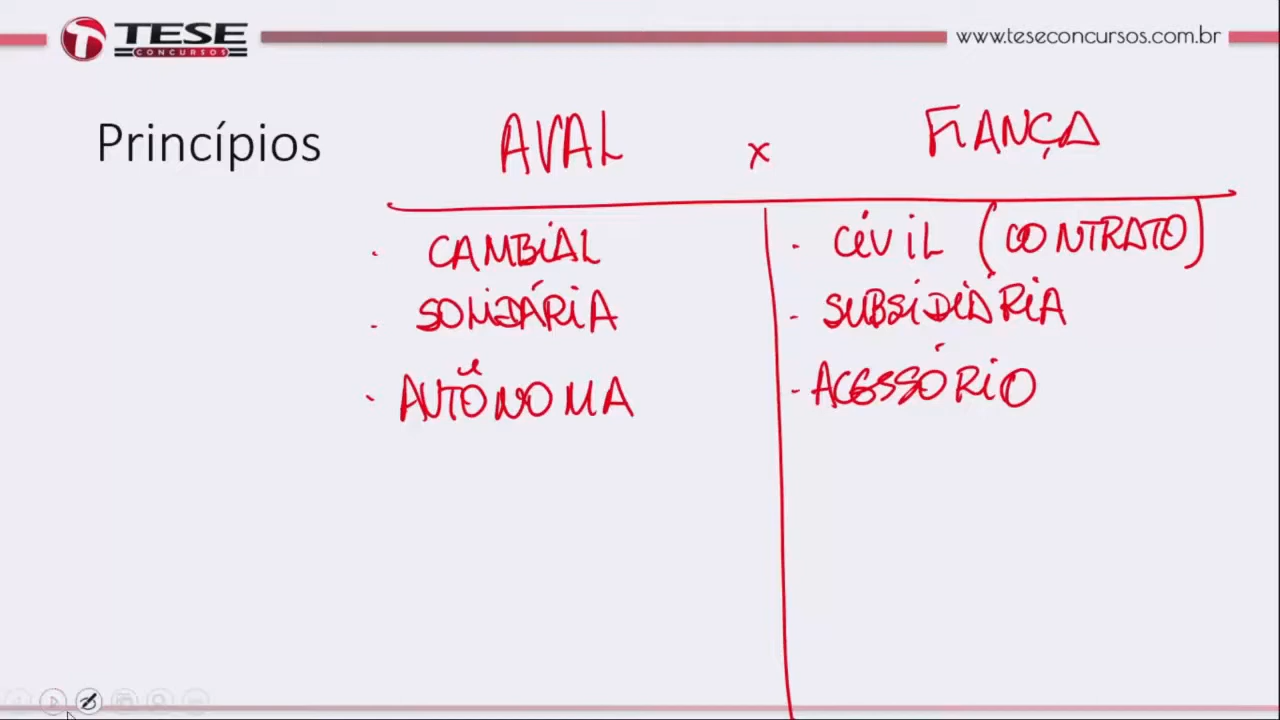 TESE
CONCURSOS
www.teseconcursos.com.br
Princípios
AVAL x FIANÇA
· CAMBIAL
· SOLIDÁRIA
· AUTÔNOMA
· CÍVIL (CONTRATO)
· SUBSIDIÁRIA
· ACESSÓRIO